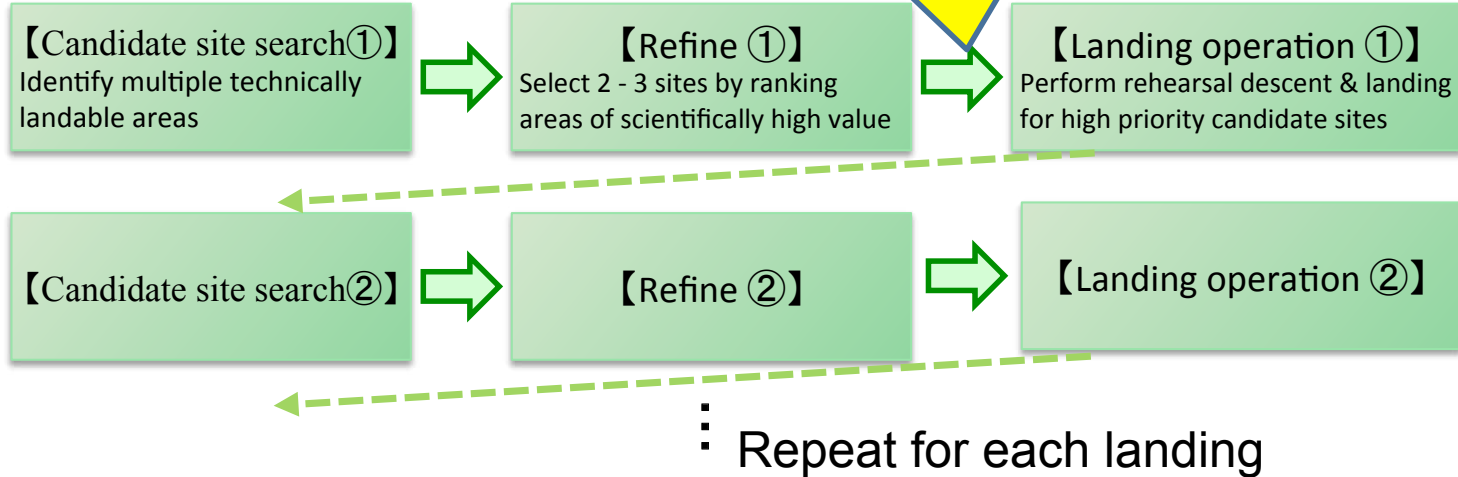 【Candidate site search①】
Identify multiple technically
landable areas
【Refine ①】
Select 2 - 3 sites by ranking
areas of scientifically high value
【Landing operation ①】
Perform rehearsal descent & landing
for high priority candidate sites
【Candidate site search②】
【Refine ②】
【Landing operation ②】
⋮ Repeat for each landing